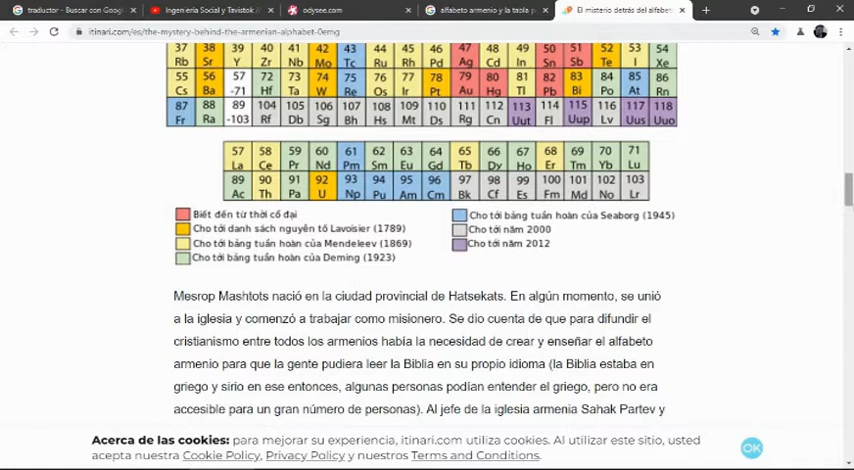 traductor - Buscar con Goog
Ingeniería Social y Tavistok
odysee.com
alfabeto armenio y la tabla p
El misterio detrás del alfabet
itinari.com/es/the-mystery-behind-the-armenian-alphabet-0emg
37 38 39 40 41 42 43 44 45 46 47 48 49 50 51 52 53 54
Rb Sr Y Zr Nb Mo Tc Ru Rh Pd Ag Cd In Sn Sb Te I Xe
55 56 57 72 73 74 75 76 77 78 79 80 81 82 83 84 85 86
Cs Ba -71 Hf Ta W Re Os Ir Pt Au Hg Tl Pb Bi Po At Rn
87 88 89 104 105 106 107 108 109 110 111 112 113 114 115 116 117 118
Fr Ra -103 Rf Db Sg Bh Hs Mt Ds Rg Cn Uut Fl Uup Lv Uus Uuo
57 58 59 60 61 62 63 64 65 66 67 68 69 70 71
La Ce Pr Nd Pm Sm Eu Gd Tb Dy Ho Er Tm Yb Lu
89 90 91 92 93 94 95 96 97 98 99 100 101 102 103
Ac Th Pa U Np Pu Am Cm Bk Cf Es Fm Md No Lr
Biết đến từ thời cổ đại
Cho tới danh sách nguyên tố Lavoisier (1789)
Cho tới bảng tuần hoàn của Mendeleev (1869)
Cho tới bảng tuần hoàn của Deming (1923)
Cho tới bảng tuần hoàn của Seaborg (1945)
Cho tới năm 2000
Cho tới năm 2012
Mesrop Mashtots nació en la ciudad provincial de Hatsekats. En algún momento, se unió
a la iglesia y comenzó a trabajar como misionero. Se dio cuenta de que para difundir el
cristianismo entre todos los armenios había la necesidad de crear y enseñar el alfabeto
armenio para que la gente pudiera leer la Biblia en su propio idioma (la Biblia estaba en
griego y sirio en ese entonces, algunas personas podían entender el griego, pero no era
accesible para un gran número de personas). Al jefe de la iglesia armenia Sahak Partev y
Acerca de las cookies: para mejorar su experiencia, itinari.com utiliza cookies. Al utilizar este sitio, usted
acepta nuestra Cookie Policy, Privacy Policy y nuestros Terms and Conditions.
OK